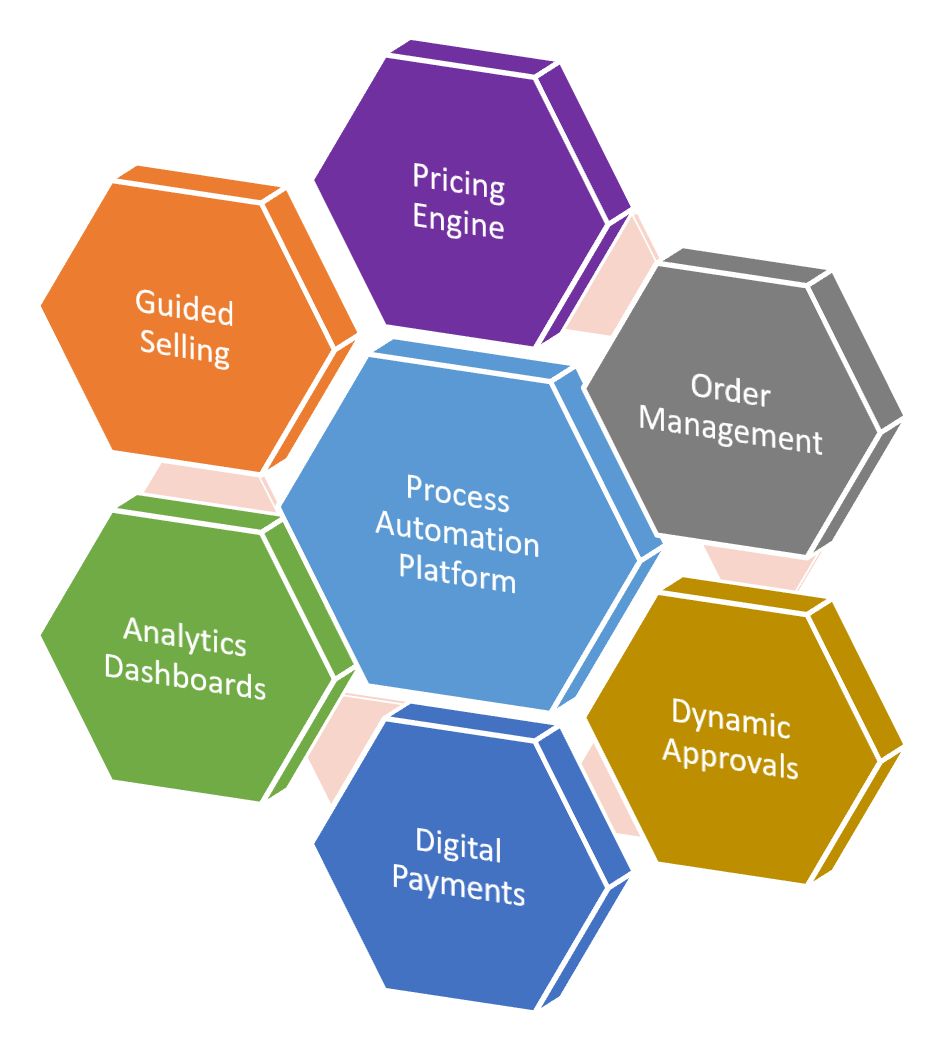 Pricing
Engine
Guided
Selling
Order
Management
Process
Automation
Platform
Analytics
Dashboards
Dynamic
Approvals
Digital
Payments